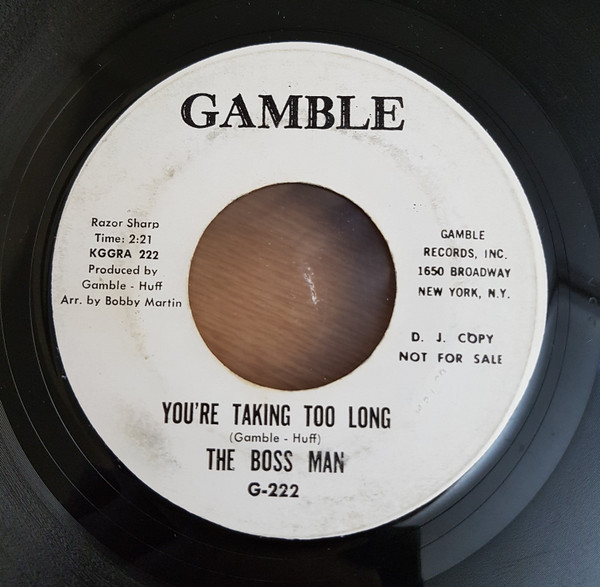 GAMBLE
Razor Sharp
Time: 2:21
KGGRA 222
Produced by
Gamble - Huff
Arr. by Bobby Martin
GAMBLE
RECORDS, INC.
1650 BROADWAY
NEW YORK, N.Y.
D. J. COPY
NOT FOR SALE
YOU'RE TAKING TOO LONG
(Gamble - Huff)
THE BOSS MAN
G-222